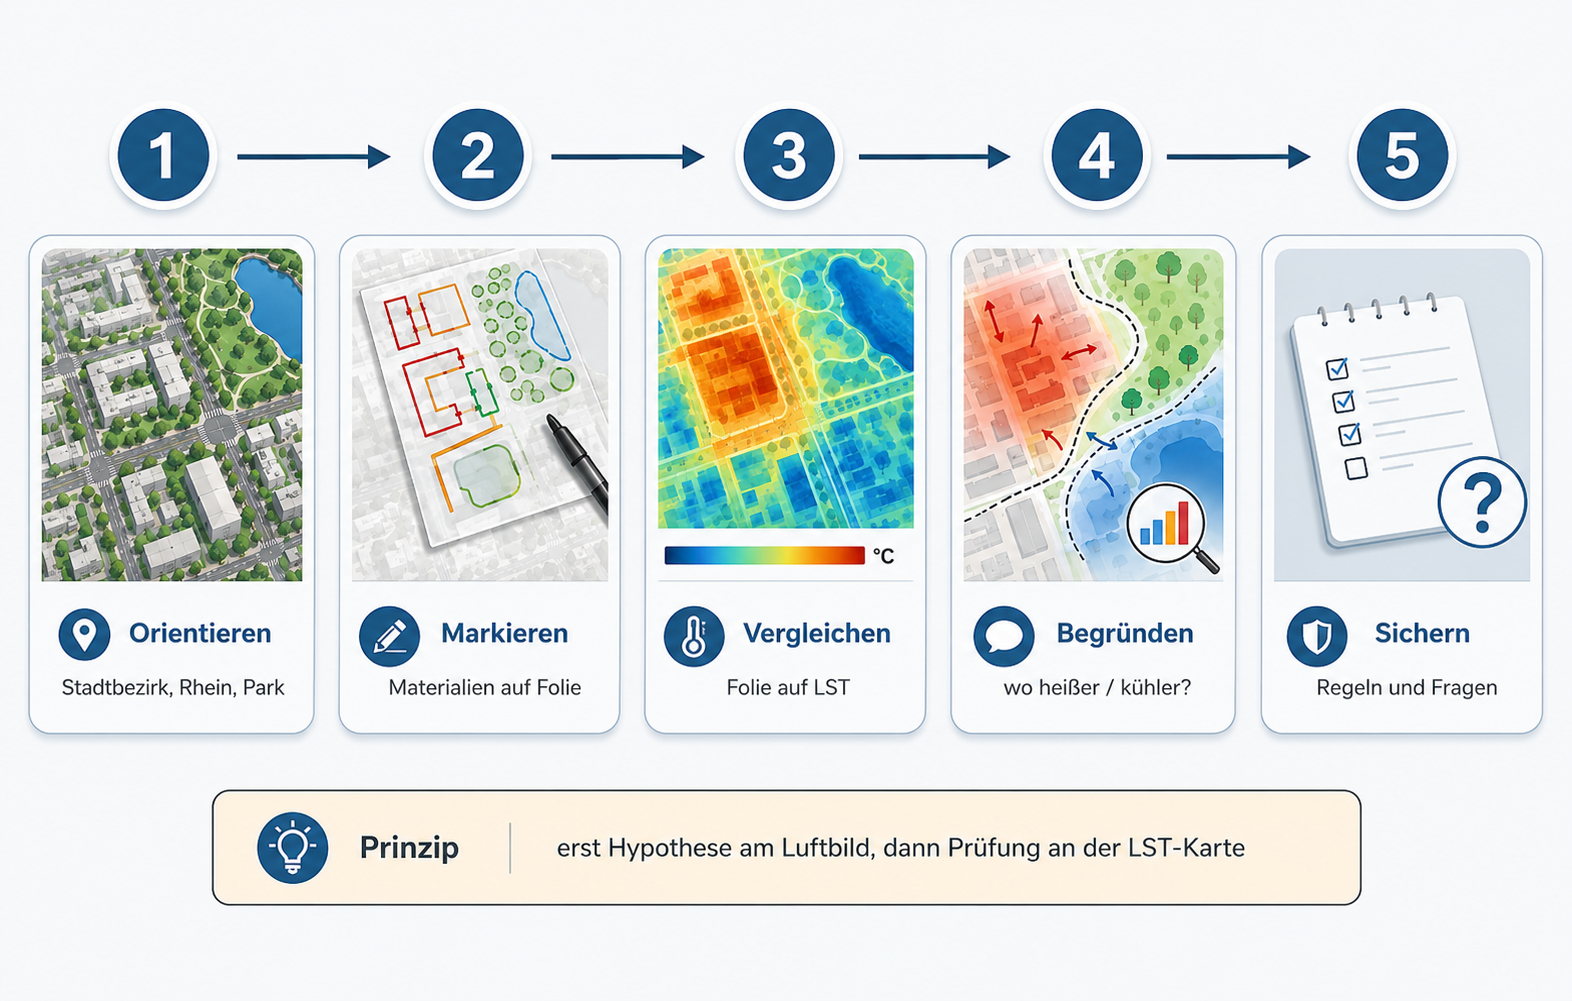 1
2
3
4
5
°C
?
Orientieren
Stadtbezirk, Rhein, Park
Markieren
Materialien auf Folie
Vergleichen
Folie auf LST
Begründen
wo heißer / kühler?
Sichern
Regeln und Fragen
Prinzip
erst Hypothese am Luftbild, dann Prüfung an der LST-Karte